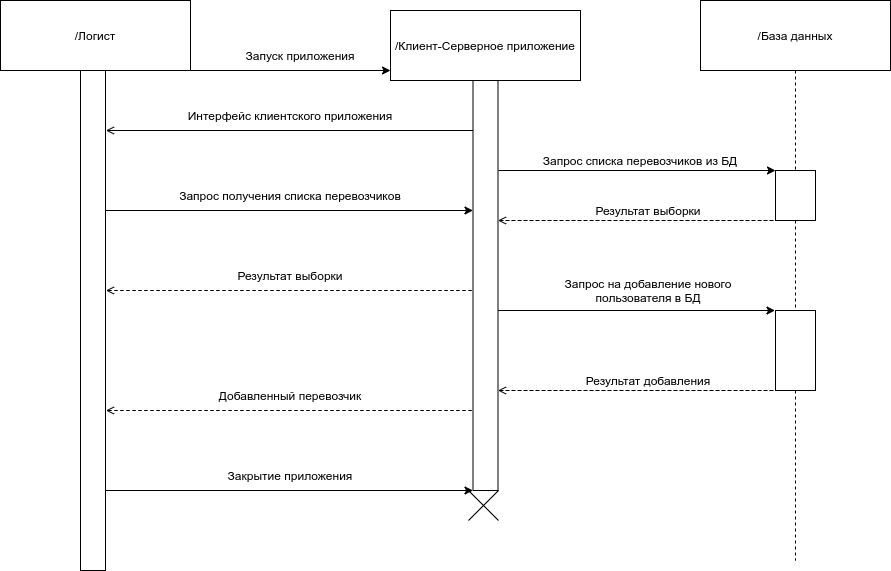 /Логист
/Клиент-Серверное приложение
/База данных
Запуск приложения
Интерфейс клиентского приложения
Запрос списка перевозчиков из БД
Запрос получения списка перевозчиков
Результат выборки
Результат выборки
Запрос на добавление нового
пользователя в БД
Результат добавления
Добавленный перевозчик
Закрытие приложения